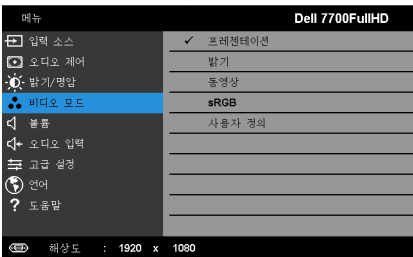 메뉴 Dell 7700FullHD
입력 소스 ✓ 프레젠테이션
오디오 제어 밝기
밝기/명암 동영상
비디오 모드 sRGB
볼륨 사용자 정의
오디오 입력
고급 설정
언어
? 도움말
해상도 : 1920 x 1080